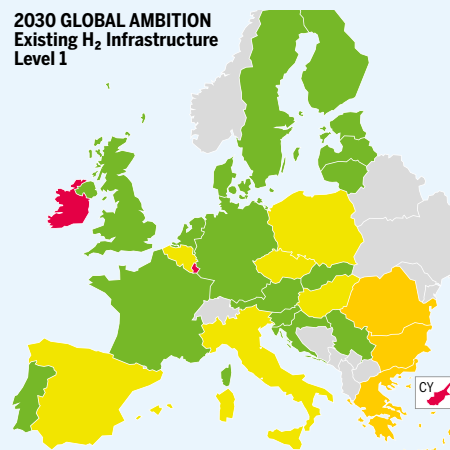 2030 GLOBAL AMBITION
Existing H₂ Infrastructure
Level 1
CY